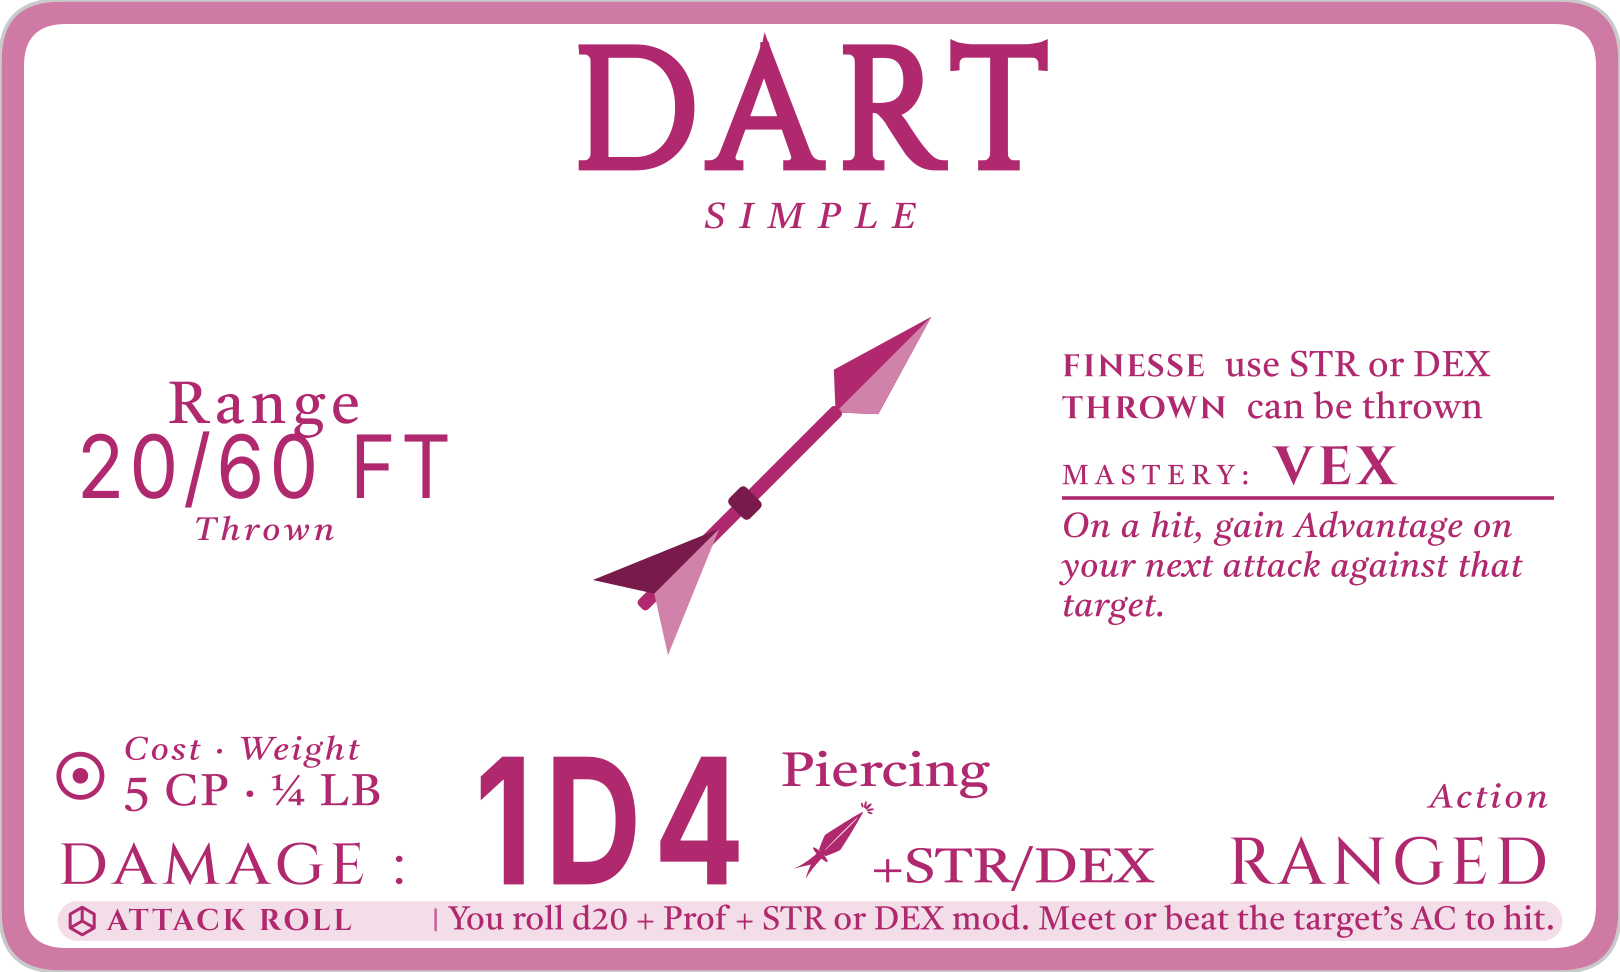 DART
SIMPLE
Range
20/60 FT
Thrown
FINESSE use STR or DEX
THROWN can be thrown
MASTERY: VEX
On a hit, gain Advantage on
your next attack against that
target.
Cost · Weight
5 CP · ¼ LB
DAMAGE :
1D4
Piercing
+STR/DEX
Action
RANGED
ATTACK ROLL | You roll d20 + Prof + STR or DEX mod. Meet or beat the target’s AC to hit.